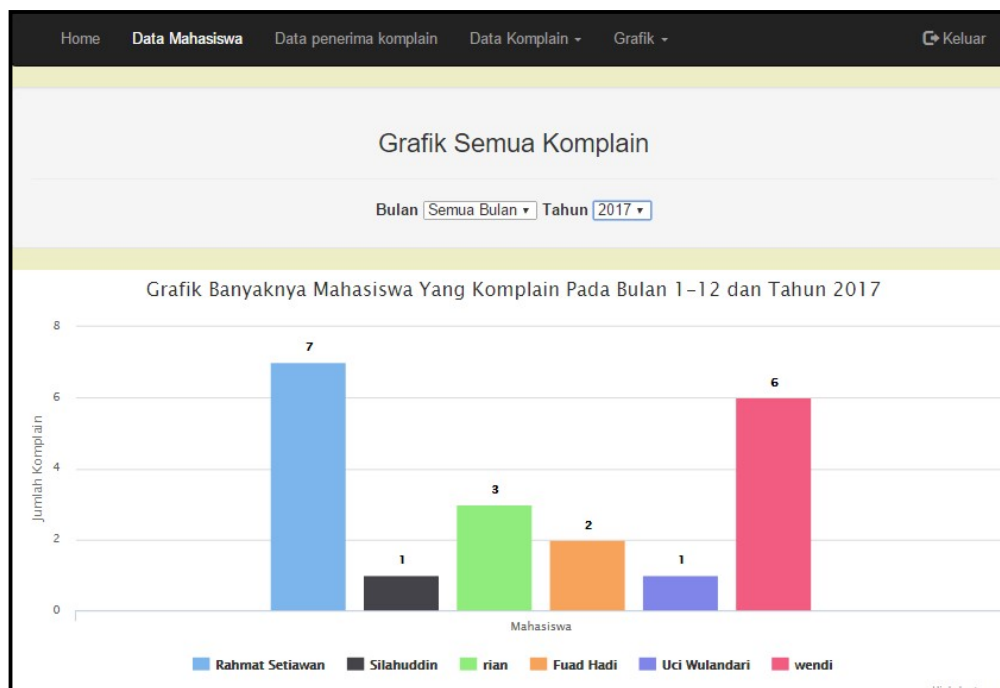 Home Data Mahasiswa Data penerima komplain Data Komplain Grafik Keluar
Grafik Semua Komplain
Bulan Semua Bulan Tahun 2017
Grafik Banyaknya Mahasiswa Yang Komplain Pada Bulan 1-12 dan Tahun 2017
Jumlah Komplain
8
6
4
2
0
7
1
3
2
1
6
Mahasiswa
Rahmat Setiawan Silahuddin rian Fuad Hadi Uci Wulandari wendi